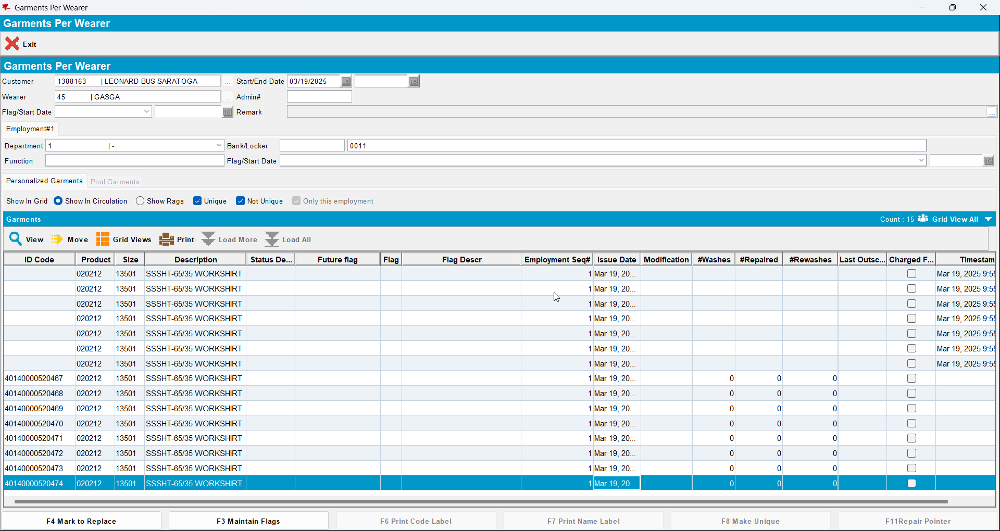 Garments Per Wearer
Garments Per Wearer
Exit
Garments Per Wearer
Customer 1388163 | LEONARD BUS SARATOGA ... Start/End Date 03/19/2025 16 16
Wearer 45 | GASGA ... Admin#
Flag/Start Date 16 Remark ...
Employment#1
Department 1 | - Bank/Locker 0011
Function Flag/Start Date 16
Personalized Garments Pool Garments
Show In Grid Show In Circulation Show Rags Unique Not Unique Only this employment
Garments Count : 15 Grid View All
View Move Grid Views Print Load More Load All
ID Code Product Size Description Status De... Future flag Flag Flag Descr Employment Seq# Issue Date Modification #Washes #Repaired #Rewashes Last Outsc... Charged F... Timestam
020212 13501 SSSHT-65/35 WORKSHIRT 1 Mar 19, 20... Mar 19, 2025 9:55
020212 13501 SSSHT-65/35 WORKSHIRT 1 Mar 19, 20... Mar 19, 2025 9:55
020212 13501 SSSHT-65/35 WORKSHIRT 1 Mar 19, 20... Mar 19, 2025 9:55
020212 13501 SSSHT-65/35 WORKSHIRT 1 Mar 19, 20... Mar 19, 2025 9:55
020212 13501 SSSHT-65/35 WORKSHIRT 1 Mar 19, 20... Mar 19, 2025 9:55
020212 13501 SSSHT-65/35 WORKSHIRT 1 Mar 19, 20... Mar 19, 2025 9:55
020212 13501 SSSHT-65/35 WORKSHIRT 1 Mar 19, 20... Mar 19, 2025 9:55
40140000520467 020212 13501 SSSHT-65/35 WORKSHIRT 1 Mar 19, 20... 0 0 0
40140000520468 020212 13501 SSSHT-65/35 WORKSHIRT 1 Mar 19, 20... 0 0 0
40140000520469 020212 13501 SSSHT-65/35 WORKSHIRT 1 Mar 19, 20... 0 0 0
40140000520470 020212 13501 SSSHT-65/35 WORKSHIRT 1 Mar 19, 20... 0 0 0
40140000520471 020212 13501 SSSHT-65/35 WORKSHIRT 1 Mar 19, 20... 0 0 0
40140000520472 020212 13501 SSSHT-65/35 WORKSHIRT 1 Mar 19, 20... 0 0 0
40140000520473 020212 13501 SSSHT-65/35 WORKSHIRT 1 Mar 19, 20... 0 0 0
40140000520474 020212 13501 SSSHT-65/35 WORKSHIRT 1 Mar 19, 20... 0 0 0
F4 Mark to Replace F3 Maintain Flags F6 Print Code Label F7 Print Name Label F8 Make Unique F11Repair Pointer